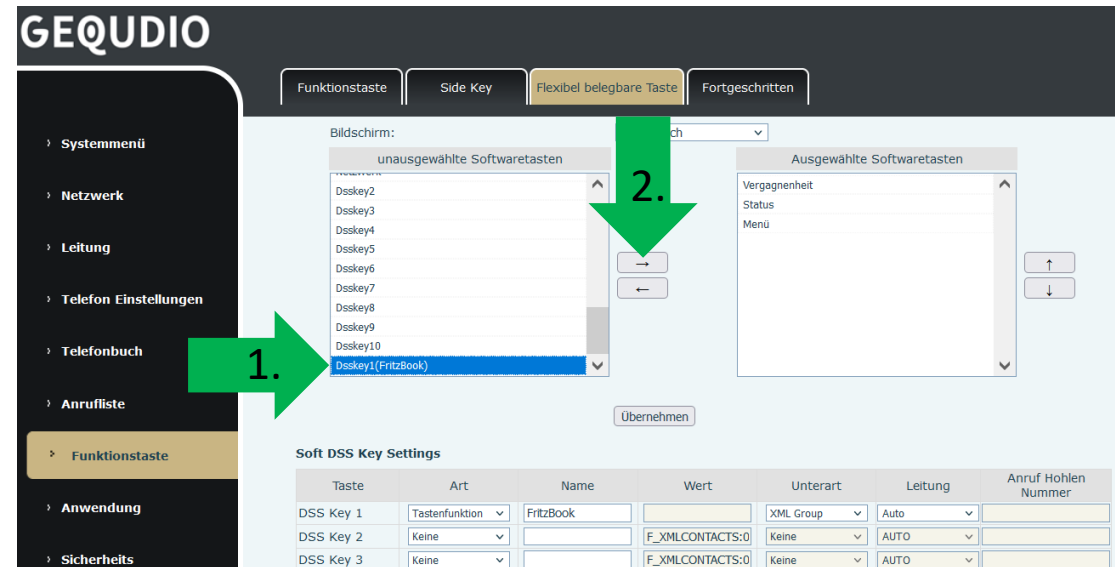 GEQUDIO
Funktionstaste
Side Key
Flexibel belegbare Taste
Fortgeschritten
Systemmenü
Netzwerk
Leitung
Telefon Einstellungen
Telefonbuch
Anrufliste
Funktionstaste
Anwendung
Sicherheits
Bildschirm:
unausgewählte Softwaretasten
Dsskey2
Dsskey3
Dsskey4
Dsskey5
Dsskey6
Dsskey7
Dsskey8
Dsskey9
Dsskey10
Dsskey1(FritzBook)
1.
2.
→
←
Ausgewählte Softwaretasten
Vergagnenheit
Status
Menü
↑
↓
Übernehmen
Soft DSS Key Settings
Taste Art Name Wert Unterart Leitung Anruf Hohlen Nummer
DSS Key 1 Tastenfunktion FritzBook XML Group Auto
DSS Key 2 Keine F_XMLCONTACTS:0 Keine AUTO
DSS Key 3 Keine F_XMLCONTACTS:0 Keine AUTO